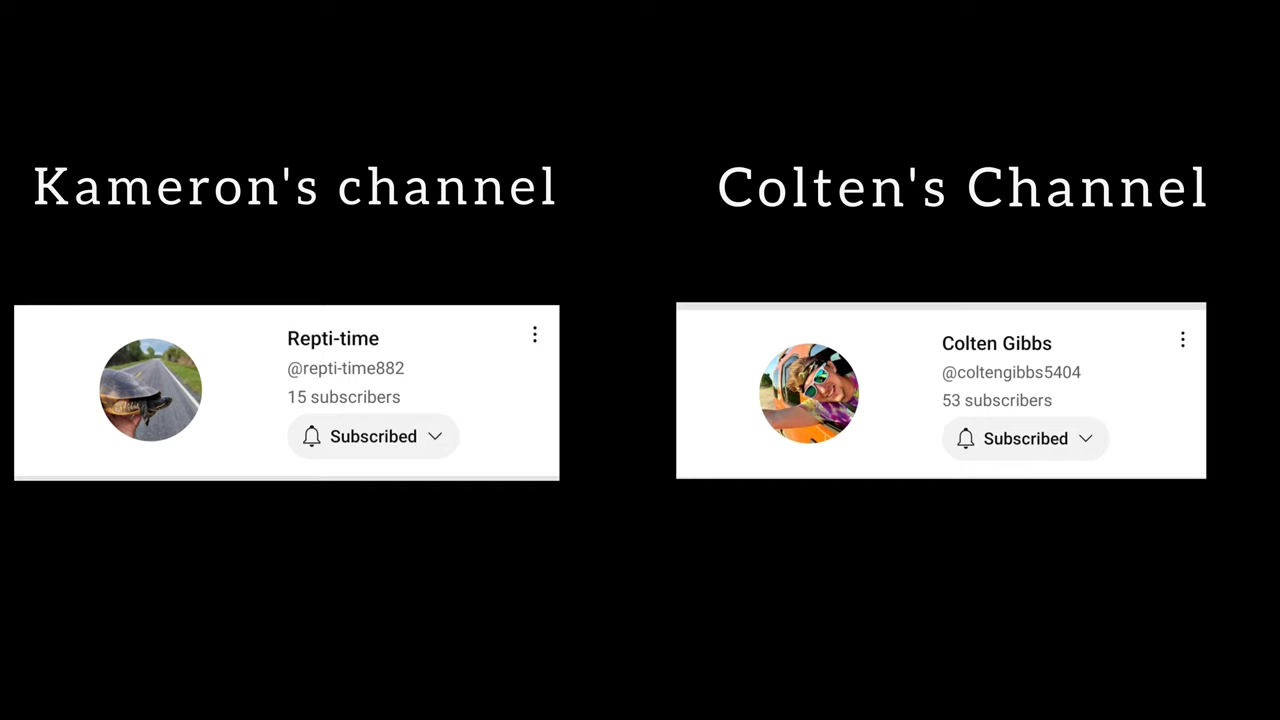 Kameron's channel
Repti-time
@repti-time882
15 subscribers
Subscribed
Colten's Channel
Colten Gibbs
@coltengibbs5404
53 subscribers
Subscribed